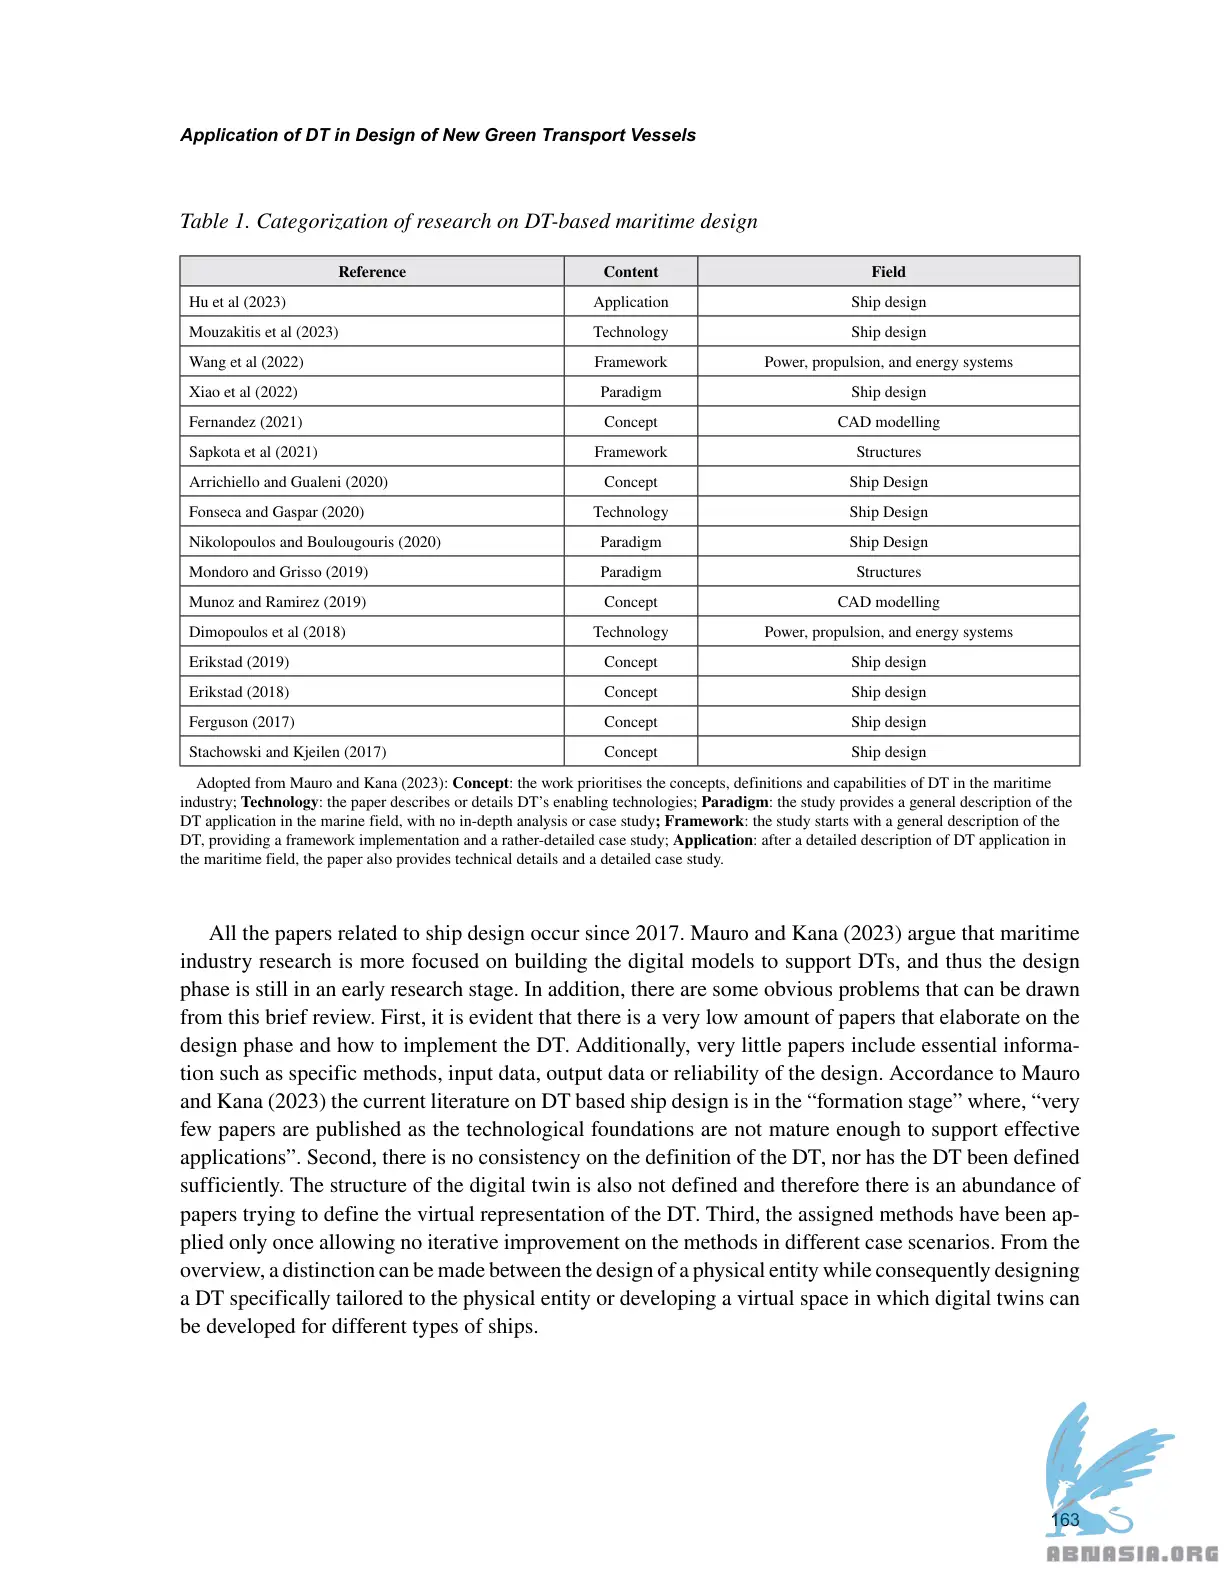 Application of DT in Design of New Green Transport Vessels
Table 1. Categorization of research on DT-based maritime design
Reference Content Field
Hu et al (2023) Application Ship design
Mouzakitis et al (2023) Technology Ship design
Wang et al (2022) Framework Power, propulsion, and energy systems
Xiao et al (2022) Paradigm Ship design
Fernandez (2021) Concept CAD modelling
Sapkota et al (2021) Framework Structures
Arrichiello and Gualeni (2020) Concept Ship Design
Fonseca and Gaspar (2020) Technology Ship Design
Nikolopoulos and Boulougouris (2020) Paradigm Ship Design
Mondoro and Grisso (2019) Paradigm Structures
Munoz and Ramirez (2019) Concept CAD modelling
Dimopoulos et al (2018) Technology Power, propulsion, and energy systems
Erikstad (2019) Concept Ship design
Erikstad (2018) Concept Ship design
Ferguson (2017) Concept Ship design
Stachowski and Kjeilen (2017) Concept Ship design
Adopted from Mauro and Kana (2023): Concept: the work prioritises the concepts, definitions and capabilities of DT in the maritime
industry; Technology: the paper describes or details DT’s enabling technologies; Paradigm: the study provides a general description of the
DT application in the marine field, with no in-depth analysis or case study; Framework: the study starts with a general description of the
DT, providing a framework implementation and a rather-detailed case study; Application: after a detailed description of DT application in
the maritime field, the paper also provides technical details and a detailed case study.
All the papers related to ship design occur since 2017. Mauro and Kana (2023) argue that maritime
industry research is more focused on building the digital models to support DTs, and thus the design
phase is still in an early research stage. In addition, there are some obvious problems that can be drawn
from this brief review. First, it is evident that there is a very low amount of papers that elaborate on the
design phase and how to implement the DT. Additionally, very little papers include essential informa-
tion such as specific methods, input data, output data or reliability of the design. Accordance to Mauro
and Kana (2023) the current literature on DT based ship design is in the “formation stage” where, “very
few papers are published as the technological foundations are not mature enough to support effective
applications”. Second, there is no consistency on the definition of the DT, nor has the DT been defined
sufficiently. The structure of the digital twin is also not defined and therefore there is an abundance of
papers trying to define the virtual representation of the DT. Third, the assigned methods have been ap-
plied only once allowing no iterative improvement on the methods in different case scenarios. From the
overview, a distinction can be made between the design of a physical entity while consequently designing
a DT specifically tailored to the physical entity or developing a virtual space in which digital twins can
be developed for different types of ships.
163
ABNASIA.ORG